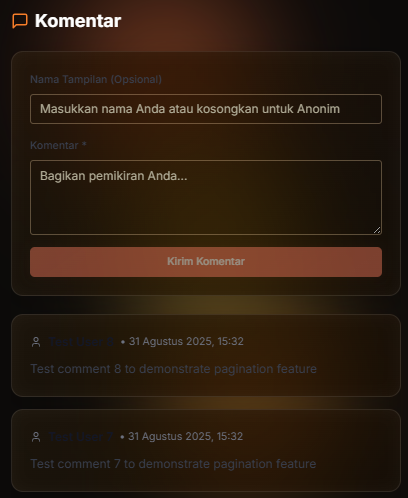 Komentar
Nama Tampilan (Opsional)
Masukkan nama Anda atau kosongkan untuk Anonim
Komentar *
Bagikan pemikiran Anda...
Kirim Komentar
• 31 Agustus 2025, 15:32
Test comment 8 to demonstrate pagination feature
• 31 Agustus 2025, 15:32
Test comment 7 to demonstrate pagination feature